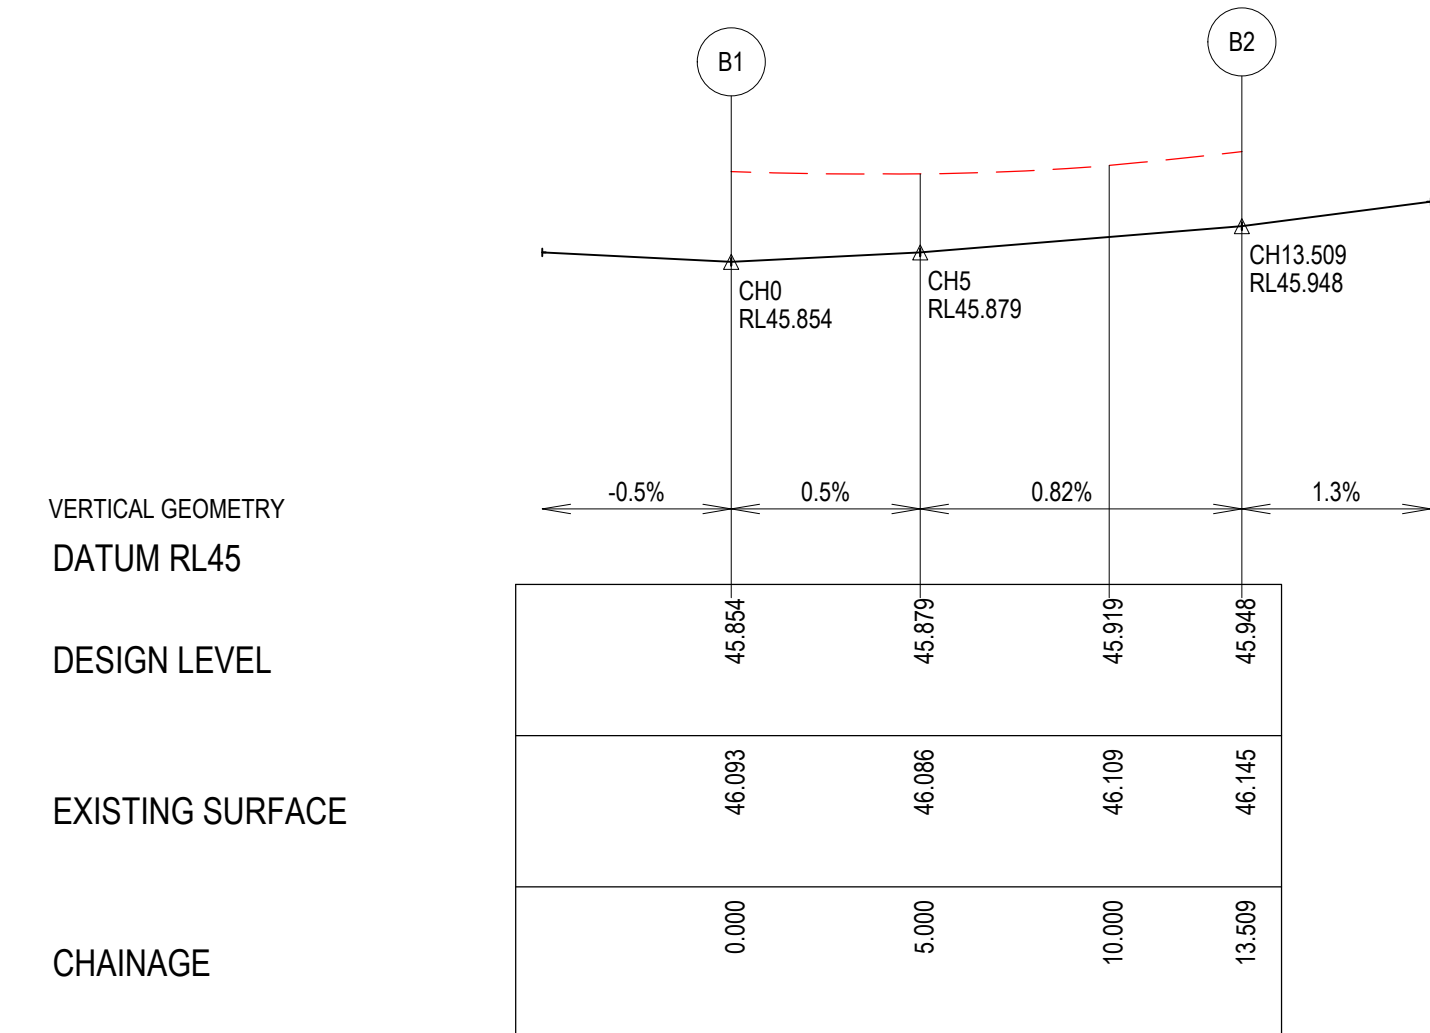 B1
B2
CH0
RL45.854
CH5
RL45.879
CH13.509
RL45.948
VERTICAL GEOMETRY
-0.5% 0.5% 0.82% 1.3%
DATUM RL45
DESIGN LEVEL
45.854 45.879 45.919 45.948
EXISTING SURFACE
46.093 46.086 46.109 46.145
CHAINAGE
0.000 5.000 10.000 13.509